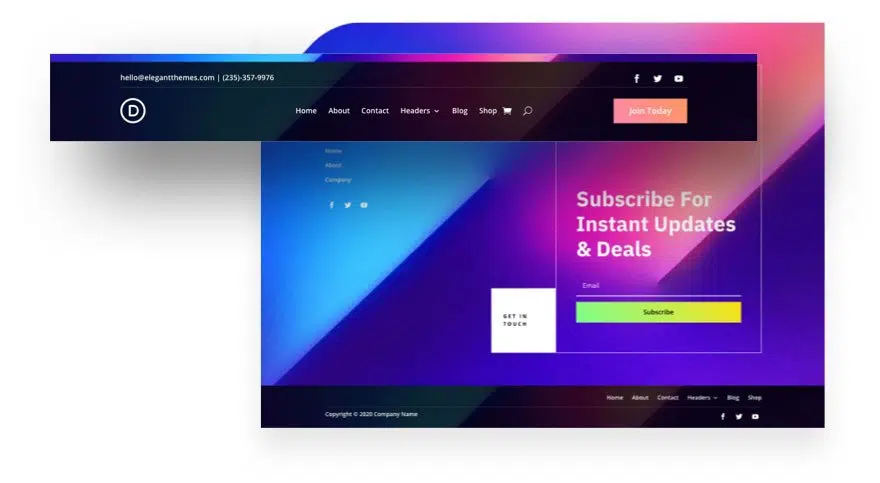 hello@elegantthemes.com | (235)-357-9976
D
Home About Contact Headers Blog Shop
Join Today
Home
About
Company
Subscribe For
Instant Updates
& Deals
Email
Subscribe
GET IN
TOUCH
Home About Contact Headers Blog Shop
Copyright © 2020 Company Name